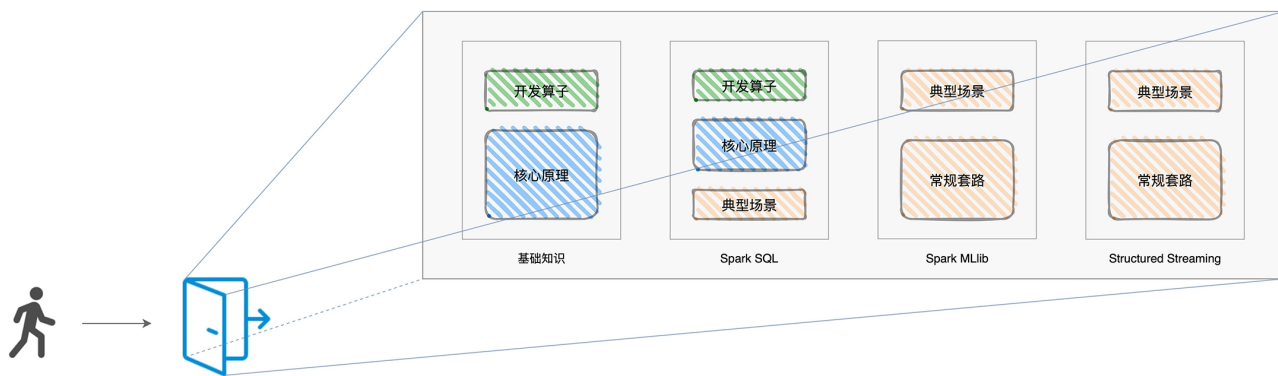 开发算子
核心原理
基础知识
开发算子
核心原理
典型场景
Spark SQL
典型场景
常规套路
Spark MLlib
典型场景
常规套路
Structured Streaming